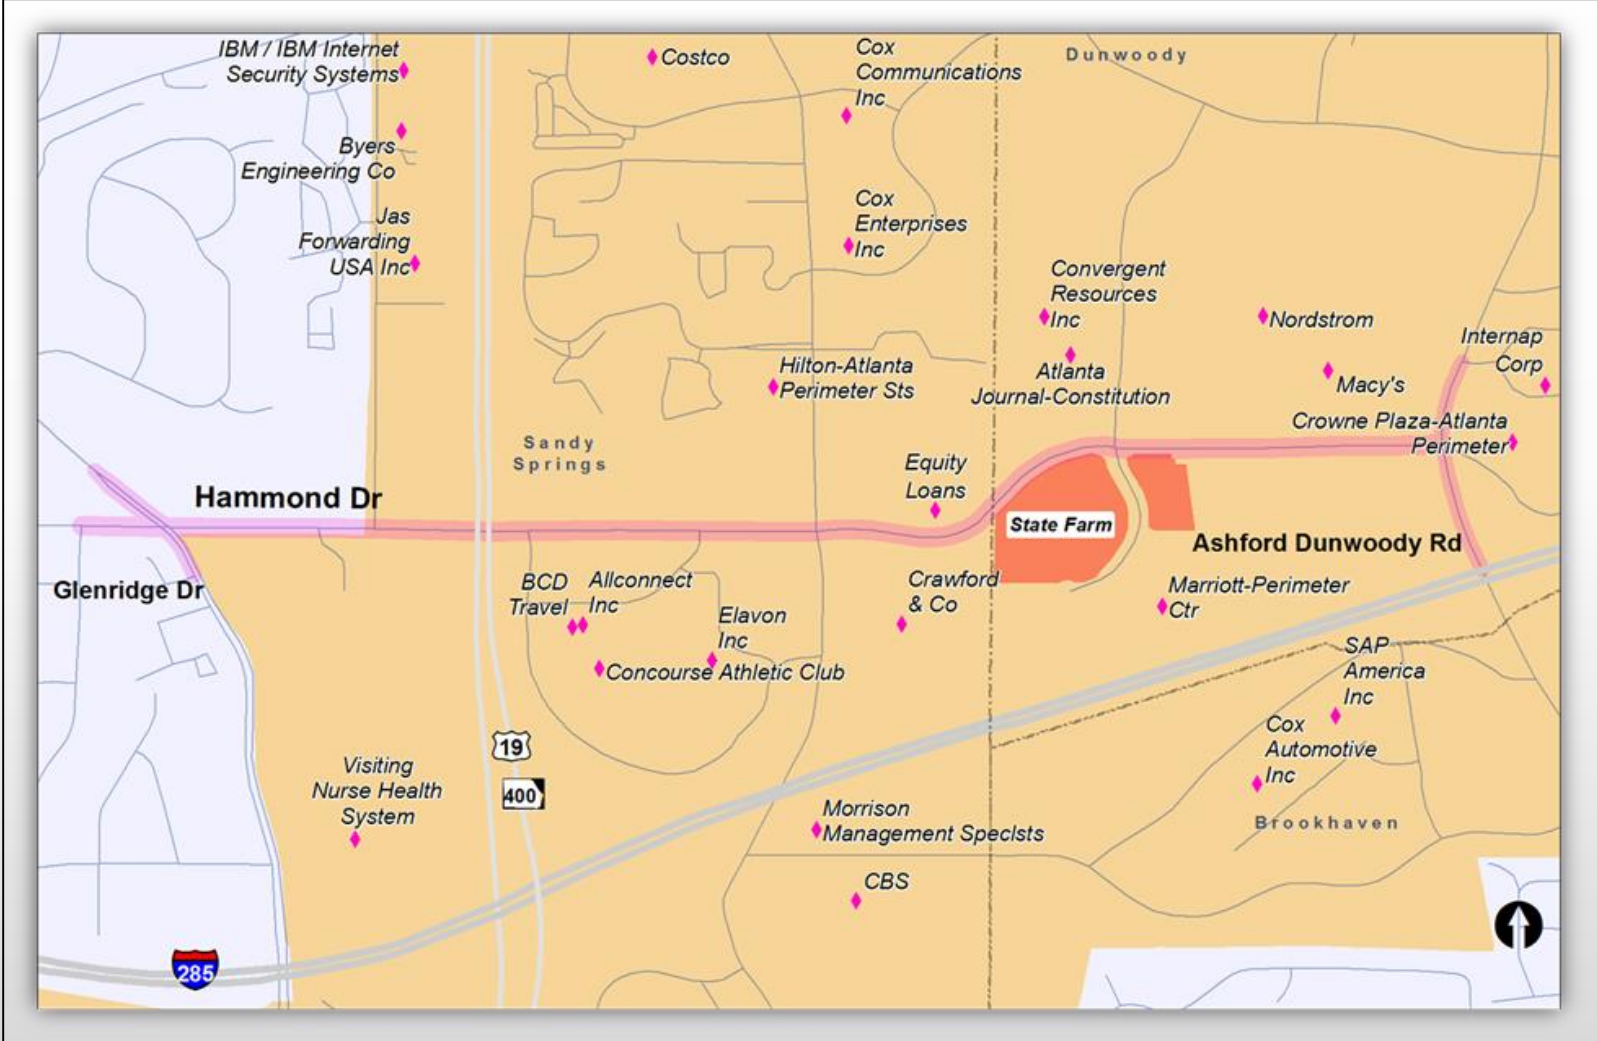 IBM / IBM Internet
Security Systems
Costco
Cox
Communications
Inc
Dunwoody
Byers
Engineering Co
Jas
Forwarding
USA Inc
Cox
Enterprises
Inc
Convergent
Resources
Inc
Nordstrom
Internap
Corp
Hilton-Atlanta
Perimeter Sts
Atlanta
Journal-Constitution
Macy's
Crowne Plaza-Atlanta
Perimeter
Sandy
Springs
Equity
Loans
Hammond Dr
State Farm
Ashford Dunwoody Rd
Glenridge Dr
BCD
Travel
Allconnect
Inc
Elavon
Inc
Concourse Athletic Club
Crawford
& Co
Marriott-Perimeter
Ctr
SAP
America
Inc
Cox
Automotive
Inc
19
400
Visiting
Nurse Health
System
Morrison
Management Speclsts
Brookhaven
CBS
285